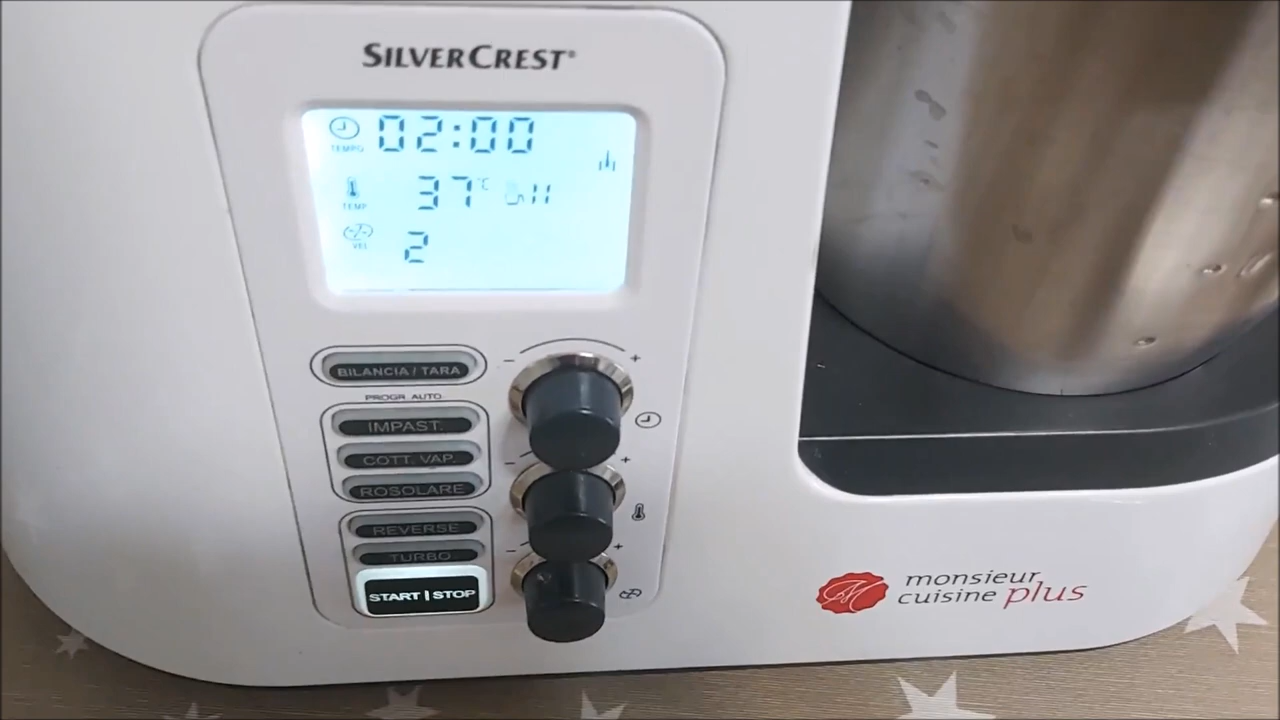 SILVERCREST®
TEMPO 02:00
TEMP 37 °C
VEL 2
BILANCIA / TARA
PROGR. AUTO
IMPAST.
COTT. VAP.
ROSOLARE
REVERSE
TURBO
START | STOP
- +
- +
- +
monsieur
cuisine plus